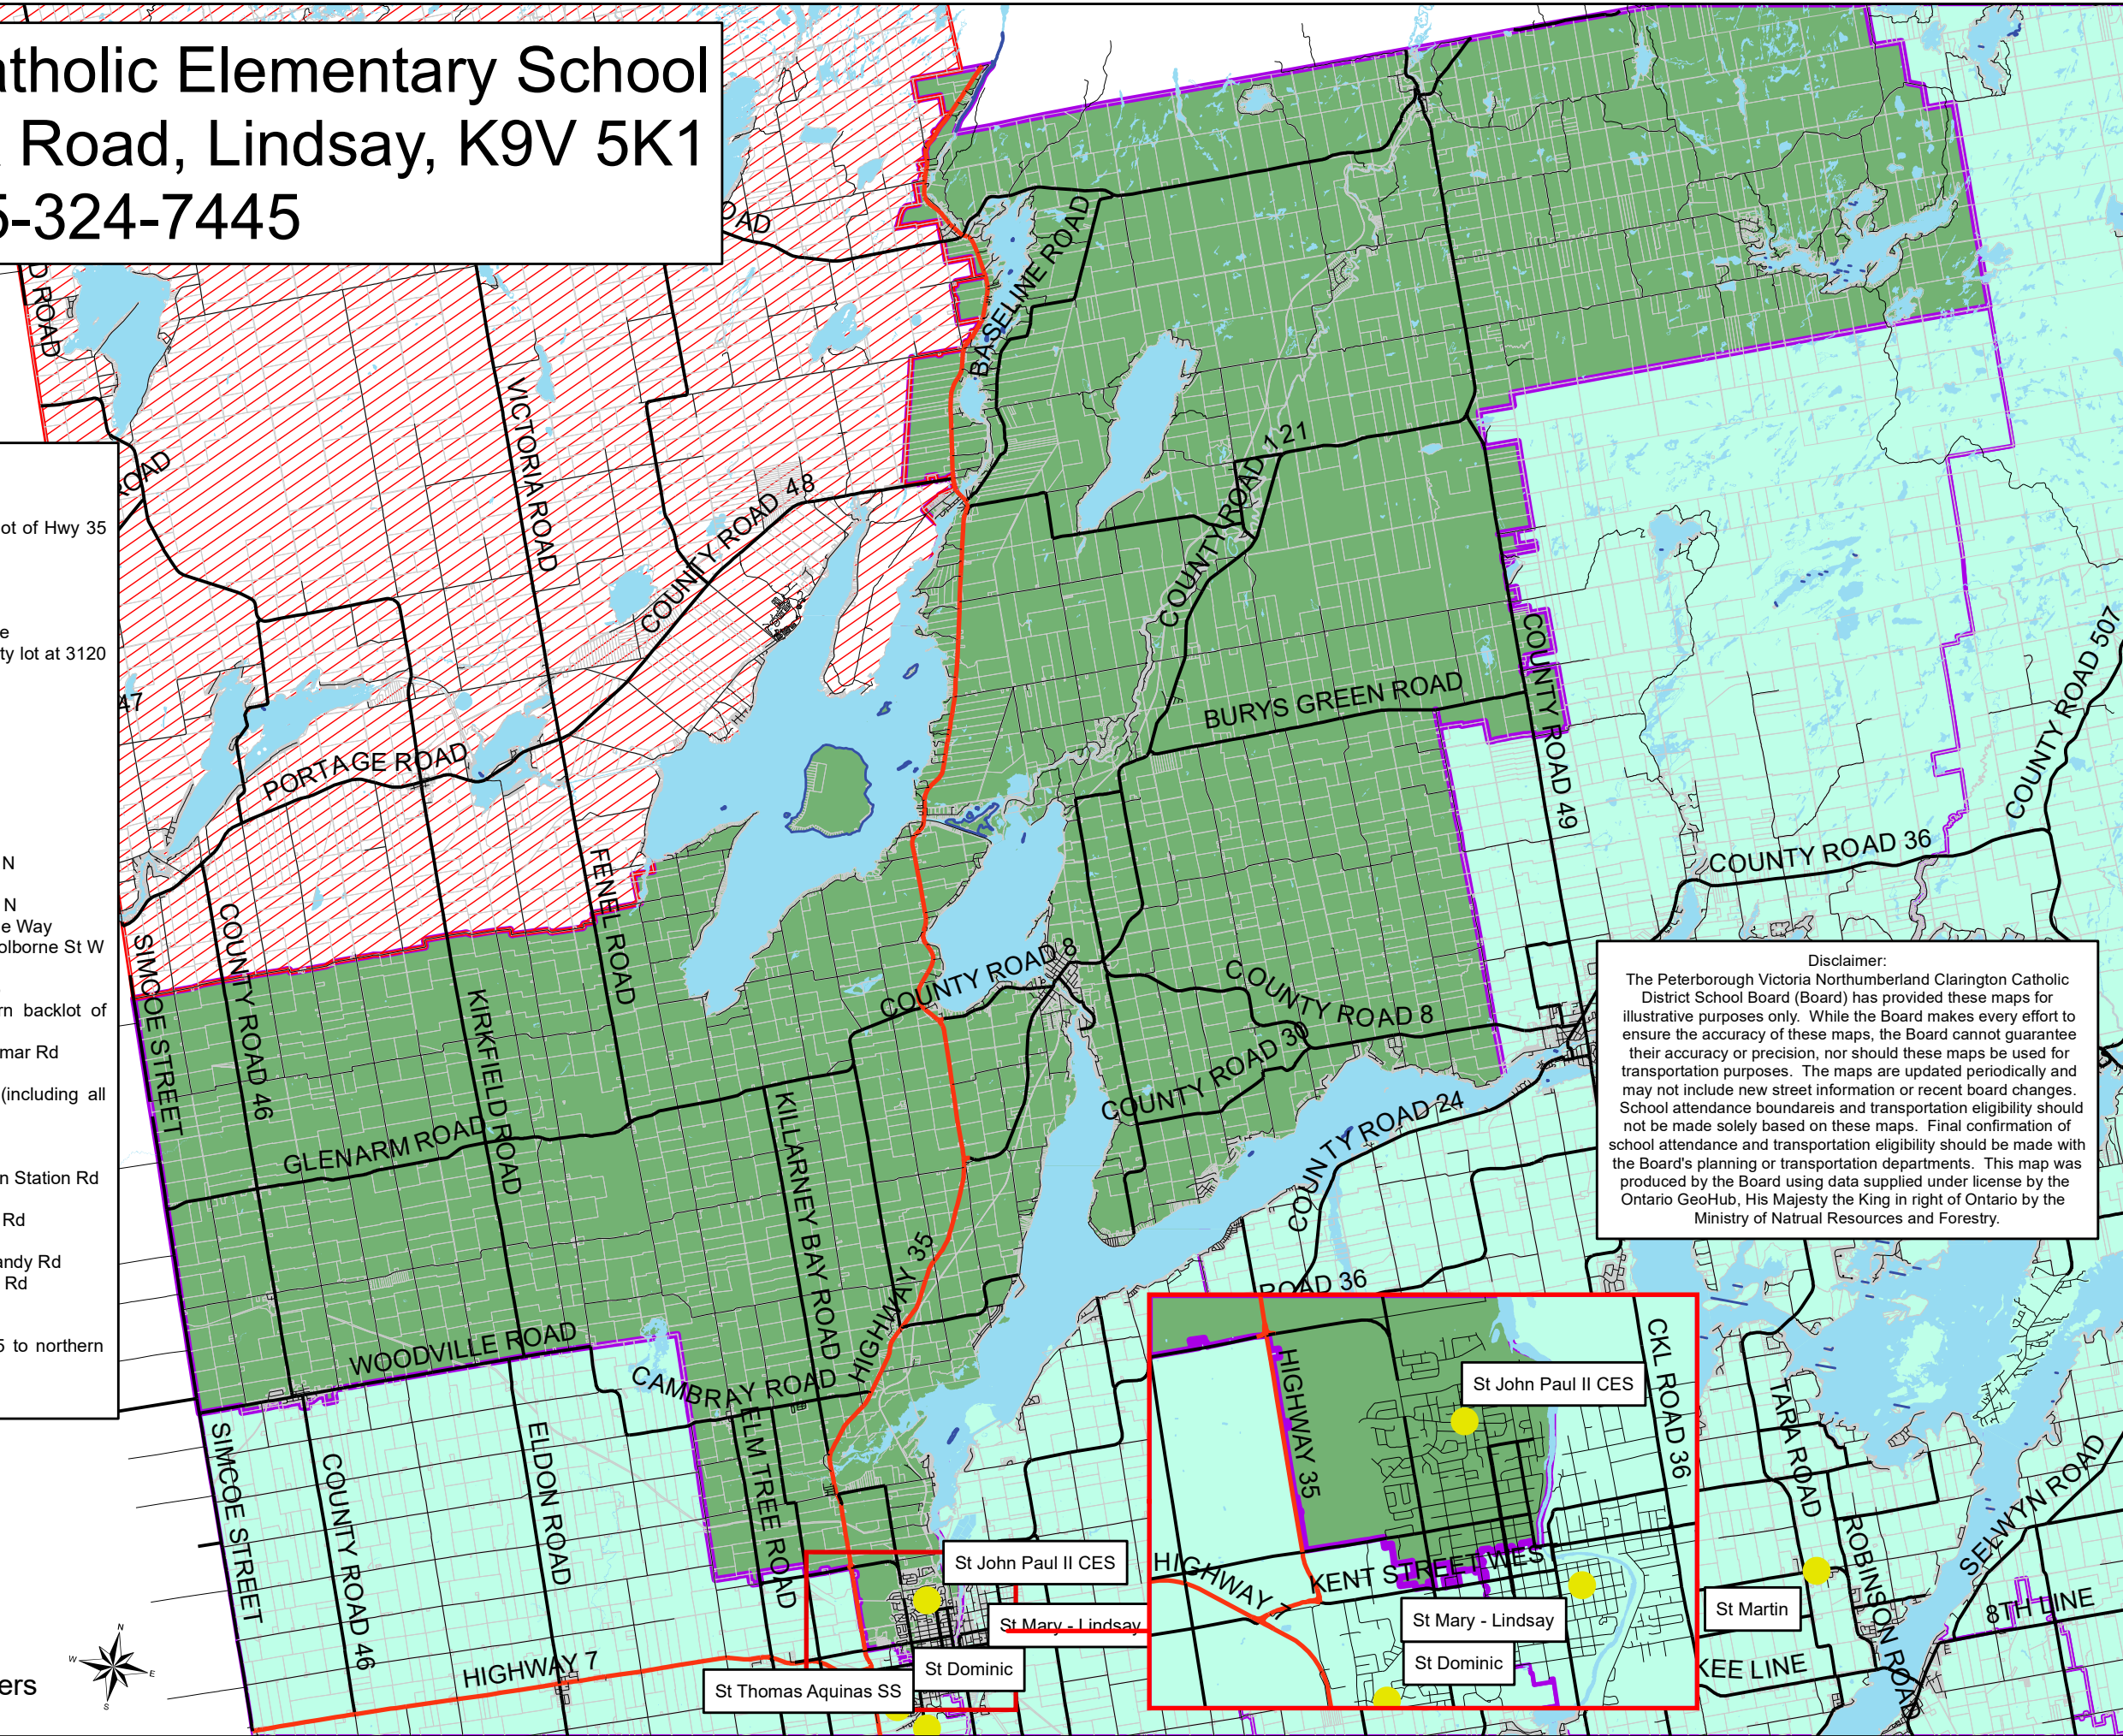 atholic Elementary School
Road, Lindsay, K9V 5K1
5-324-7445
OAD
D ROAD
ROAD
ot of Hwy 35
e
ty lot at 3120
47
N
N
e Way
olborne St W
rn backlot of
mar Rd
(including all
n Station Rd
Rd
andy Rd
Rd
5 to northern
ers
N
W
E
S
BASELINE ROAD
VICTORIA ROAD
COUNTY ROAD 48
COUNTY ROAD 121
COUNTY ROAD 507
BURYS GREEN ROAD
COUNTY ROAD 49
PORTAGE ROAD
COUNTY ROAD 36
FENEL ROAD
SIMCOE STREET
COUNTY ROAD 46
KIRKFIELD ROAD
COUNTY ROAD 8
COUNTY ROAD 8
COUNTY ROAD 30
COUNTY ROAD 24
GLENARM ROAD
KILLARNEY BAY ROAD
HIGHWAY 35
ROAD 36
WOODVILLE ROAD
CAMBRAY ROAD
ELM TREE ROAD
SIMCOE STREET
COUNTY ROAD 46
ELDON ROAD
HIGHWAY 7
St John Paul II CES
St Mary - Lindsay
St Dominic
St Thomas Aquinas SS
Disclaimer:
The Peterborough Victoria Northumberland Clarington Catholic
District School Board (Board) has provided these maps for
illustrative purposes only. While the Board makes every effort to
ensure the accuracy of these maps, the Board cannot guarantee
their accuracy or precision, nor should these maps be used for
transportation purposes. The maps are updated periodically and
may not include new street information or recent board changes.
School attendance boundareis and transportation eligibility should
not be made solely based on these maps. Final confirmation of
school attendance and transportation eligibility should be made with
the Board's planning or transportation departments. This map was
produced by the Board using data supplied under license by the
Ontario GeoHub, His Majesty the King in right of Ontario by the
Ministry of Natrual Resources and Forestry.
St John Paul II CES
HIGHWAY 35
CKL ROAD 36
HIGHWAY 7
KENT STREET WES
St Mary - Lindsay
St Dominic
TARA ROAD
ROBINSON ROAD
SELWYN ROAD
St Martin
8TH LINE
KEE LINE